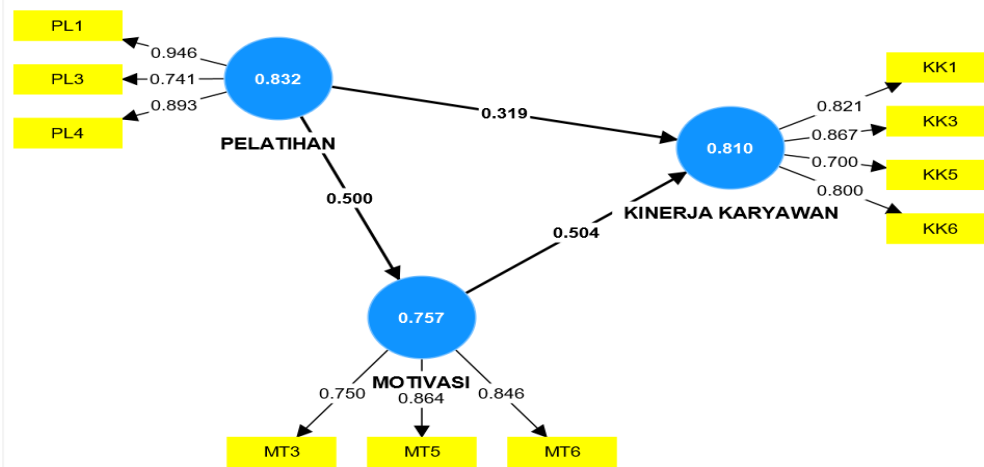 PL1
0.946
PL3
0.741
PL4
0.893
0.832
PELATIHAN
0.319
0.500
0.504
0.810
KINERJA KARYAWAN
KK1
0.821
KK3
0.867
KK5
0.700
KK6
0.800
0.757
MOTIVASI
0.750
0.864
0.846
MT3
MT5
MT6